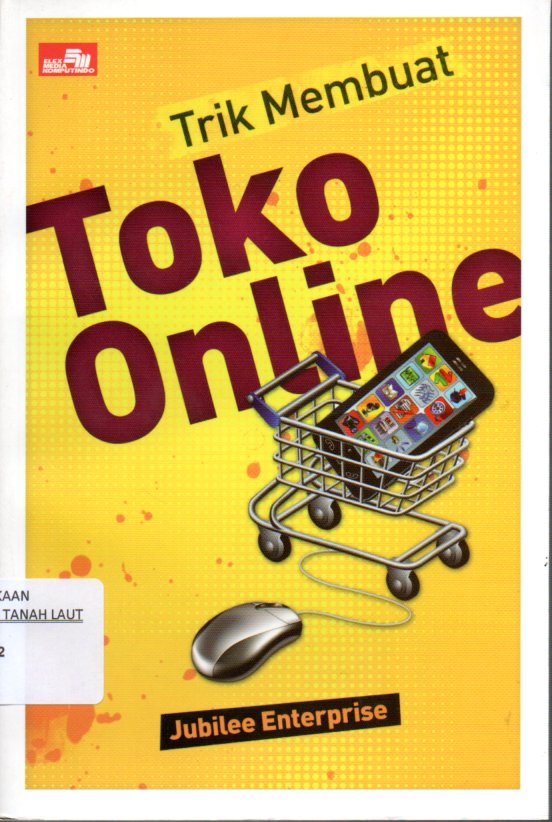 ELEX
MEDIA
KOMPUTINDO
Trik Membuat
Toko
Online
KAAN
TANAH LAUT
2
Jubilee Enterprise